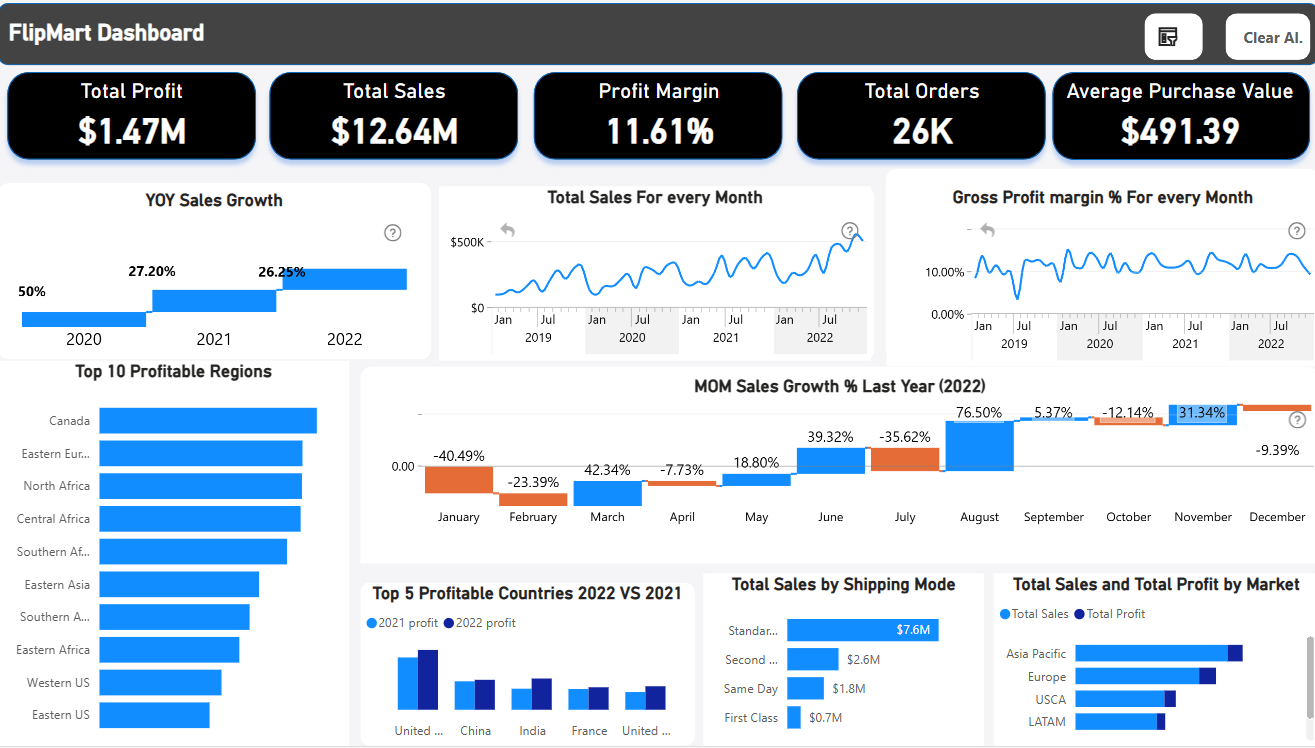 FlipMart Dashboard
Clear Al.
Total Profit
$1.47M
Total Sales
$12.64M
Profit Margin
11.61%
Total Orders
26K
Average Purchase Value
$491.39
YOY Sales Growth
?
50%
27.20%
26.25%
2020
2021
2022
Total Sales For every Month
?
$500K
$0
Jan Jul Jan Jul Jan Jul Jan Jul
2019 2020 2021 2022
Gross Profit margin % For every Month
?
10.00%
0.00%
Jan Jul Jan Jul Jan Jul Jan Jul
2019 2020 2021 2022
Top 10 Profitable Regions
Canada
Eastern Eur...
North Africa
Central Africa
Southern Af...
Eastern Asia
Southern A...
Eastern Africa
Western US
Eastern US
MOM Sales Growth % Last Year (2022)
?
0.00
-40.49%
-23.39%
42.34%
-7.73%
18.80%
39.32%
-35.62%
76.50%
5.37%
-12.14%
31.34%
-9.39%
January February March April May June July August September October November December
Top 5 Profitable Countries 2022 VS 2021
2021 profit 2022 profit
United ... China India France United ...
Total Sales by Shipping Mode
Standar... $7.6M
Second ... $2.6M
Same Day $1.8M
First Class $0.7M
Total Sales and Total Profit by Market
Total Sales Total Profit
Asia Pacific
Europe
USCA
LATAM